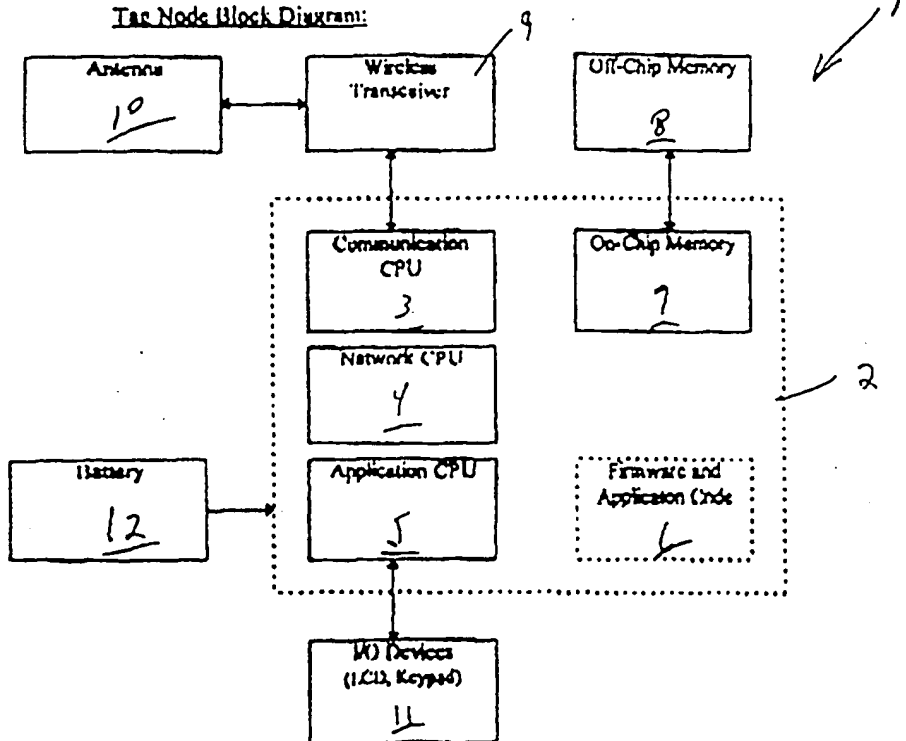 Tag Node Block Diagram:
9
1
Antenna
10
Wireless
Transceiver
Off-Chip Memory
8
Communication
CPU
3
On-Chip Memory
7
Network CPU
4
2
Battery
12
Application CPU
5
Firmware and
Application Code
6
I/O Devices
(LCD, Keypad)
11